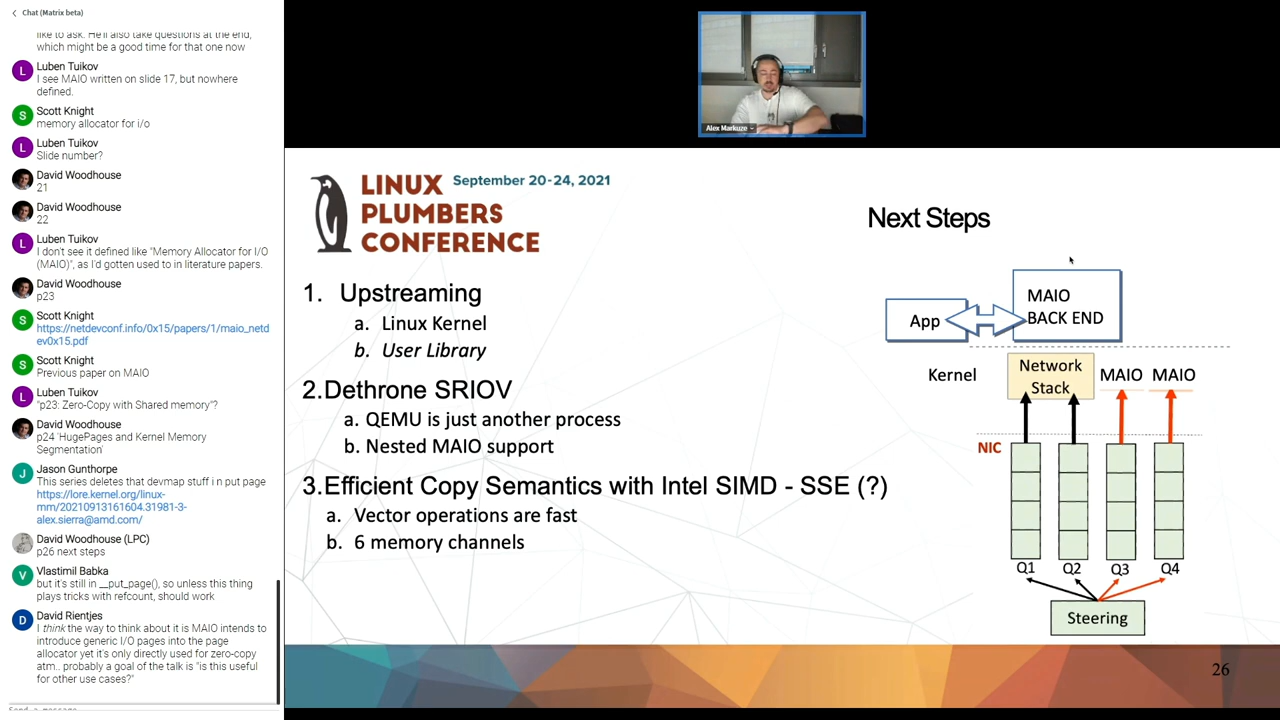 Chat (Matrix beta)
like to ask. He'll also take questions at the end,
which might be a good time for that one now
L
Luben Tuikov
I see MAIO written on slide 17, but nowhere
defined.
S
Scott Knight
memory allocator for i/o
L
Luben Tuikov
Slide number?
David Woodhouse
21
David Woodhouse
22
L
Luben Tuikov
I don't see it defined like "Memory Allocator for I/O
(MAIO)", as I'd gotten used to in literature papers.
David Woodhouse
p23
S
Scott Knight
https://netdevconf.info/0x15/papers/1/maio_netd
ev0x15.pdf
S
Scott Knight
Previous paper on MAIO
L
Luben Tuikov
"p23: Zero-Copy with Shared memory"?
David Woodhouse
p24 'HugePages and Kernel Memory
Segmentation'
J
Jason Gunthorpe
This series deletes that devmap stuff i n put page
https://lore.kernel.org/linux-
mm/20210913161604.31981-3-
alex.sierra@amd.com/
David Woodhouse (LPC)
p26 next steps
V
Vlastimil Babka
but it's still in __put_page(), so unless this thing
plays tricks with refcount, should work
D
David Rientjes
I think the way to think about it is MAIO intends to
introduce generic I/O pages into the page
allocator yet it's only directly used for zero-copy
atm.. probably a goal of the talk is "is this useful
for other use cases?"
Send a message
Alex Markuze
LINUX
PLUMBERS
CONFERENCE
September 20-24, 2021
Next Steps
1. Upstreaming
a. Linux Kernel
b. User Library
2.Dethrone SRIOV
a. QEMU is just another process
b. Nested MAIO support
3.Efficient Copy Semantics with Intel SIMD - SSE (?)
a. Vector operations are fast
b. 6 memory channels
App
MAIO
BACK END
Kernel
Network
Stack
MAIO
MAIO
NIC
Q1
Q2
Q3
Q4
Steering
26